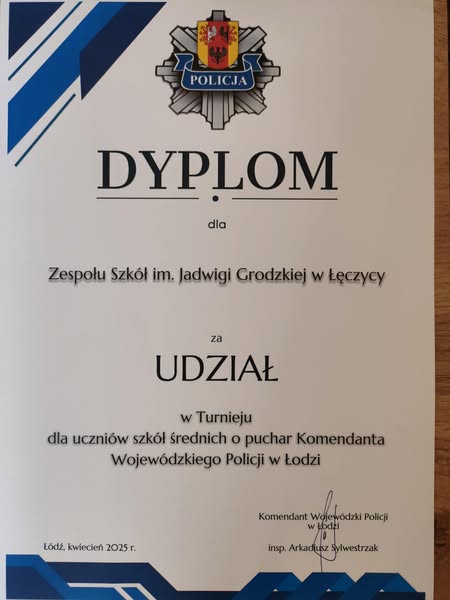 POLICJA
DYPLOM
dla
Zespołu Szkół im. Jadwigi Grodzkiej w Łęczycy
za
UDZIAŁ
w Turnieju
dla uczniów szkół średnich o puchar Komendanta
Wojewódzkiego Policji w Łodzi
Komendant Wojewódzki Policji
w Łodzi
Łódź, kwiecień 2025 r.
insp. Arkadiusz Sylwestrzak